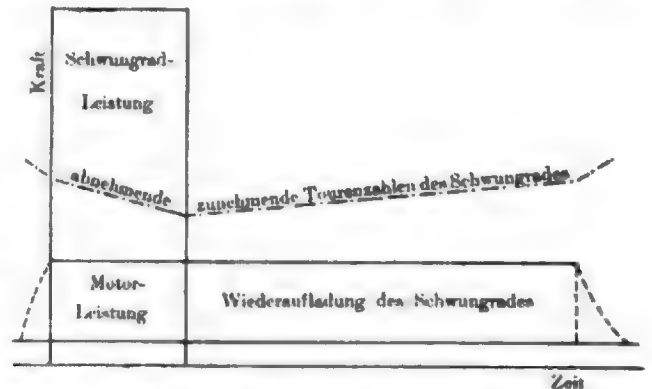 Kraft
Schwungrad-
Leistung
abnehmende
zunehmende Tourenzahlen des Schwungrades
Motor-
Leistung
Wiederaufladung des Schwungrades
Zeit